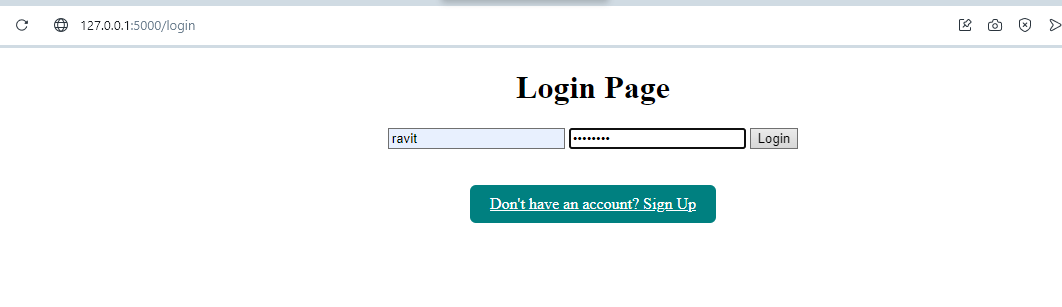 127.0.0.1:5000/login
Login Page
ravit •••••••• Login
Don't have an account? Sign Up